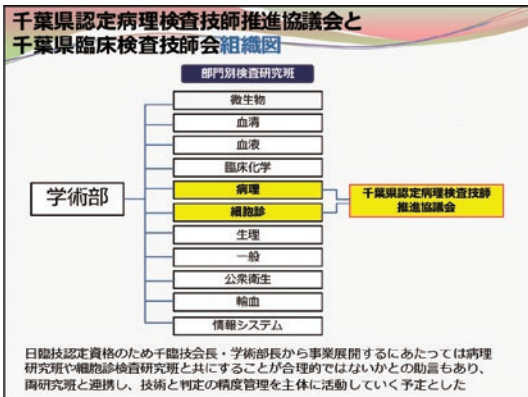 千葉県認定病理検査技師推進協議会と
千葉県臨床検査技師会組織図
部門別検査研究班
微生物
血清
血液
臨床化学
学術部
病理
細胞診
千葉県認定病理検査技師
推進協議会
生理
一般
公衆衛生
輸血
情報システム
日臨技認定資格のため千臨技会長・学術部長から事業展開するにあたっては病理
研究班や細胞診検査研究班と共にすることが合理的ではないかとの助言もあり、
両研究班と連携し、技術と判定の精度管理を主体に活動していく予定とした